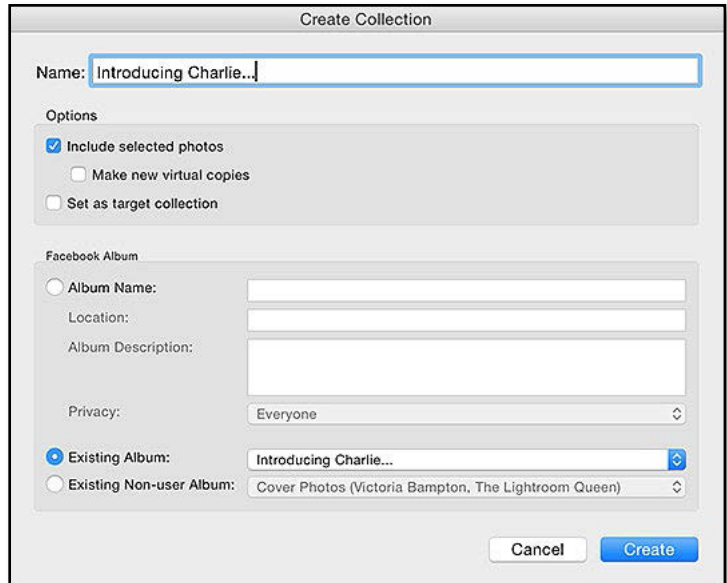 Create Collection
Name: Introducing Charlie...
Options
Include selected photos
Make new virtual copies
Set as target collection
Facebook Album
Album Name:
Location:
Album Description:
Privacy: Everyone
Existing Album: Introducing Charlie...
Existing Non-user Album: Cover Photos (Victoria Bampton, The Lightroom Queen)
Cancel Create